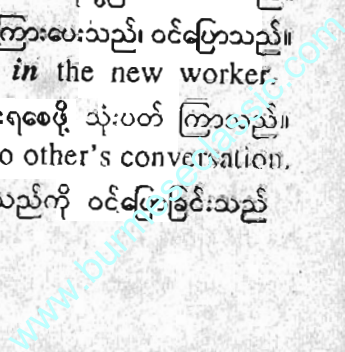 ကြားပေးသည်၊ ဝင်ပြောသည်။
in the new worker.
ရစေဖို့ သုံးပတ် ကြာသည်။
o other's conversation.
သည်ကို ဝင်ပြောခြင်းသည်
www.burmeseclassic.com